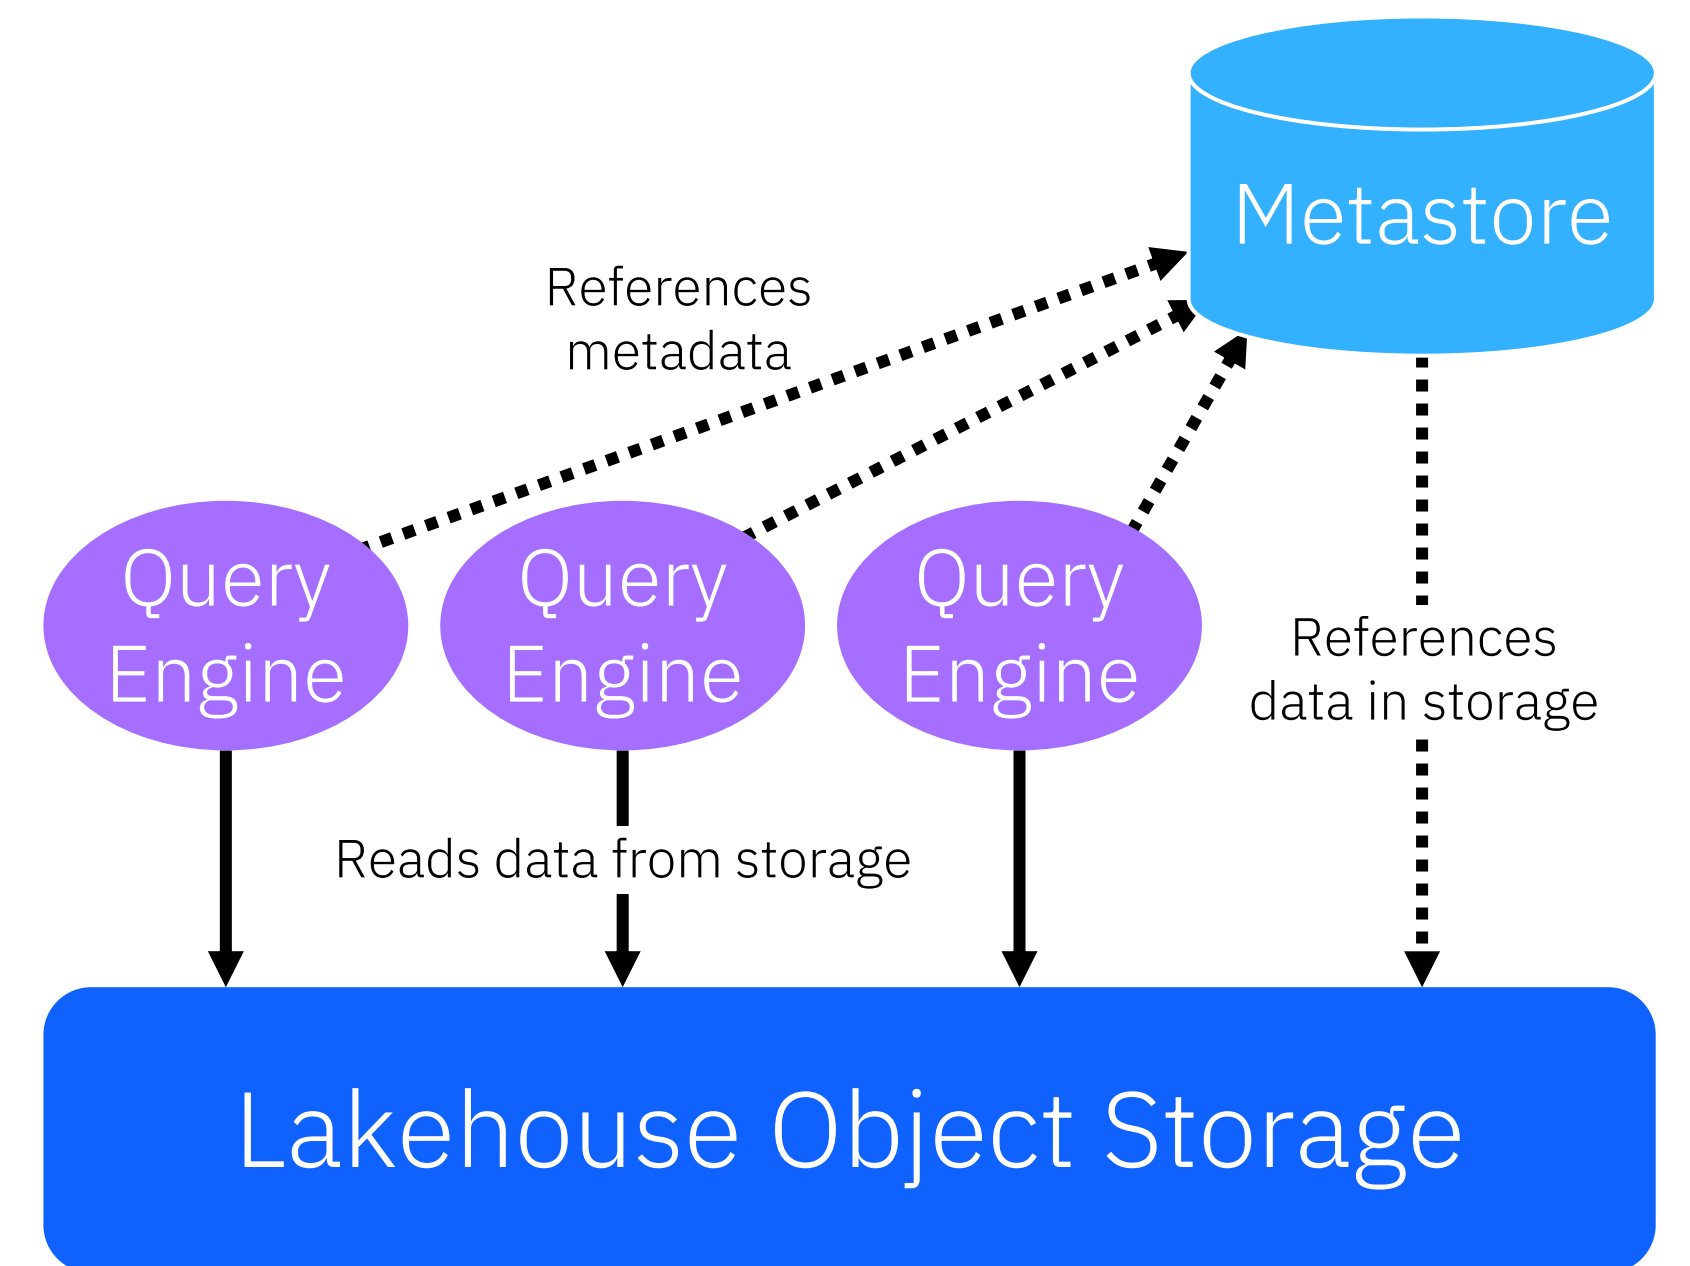 Metastore
References
metadata
Query
Engine
Query
Engine
Query
Engine
References
data in storage
Reads data from storage
Lakehouse Object Storage